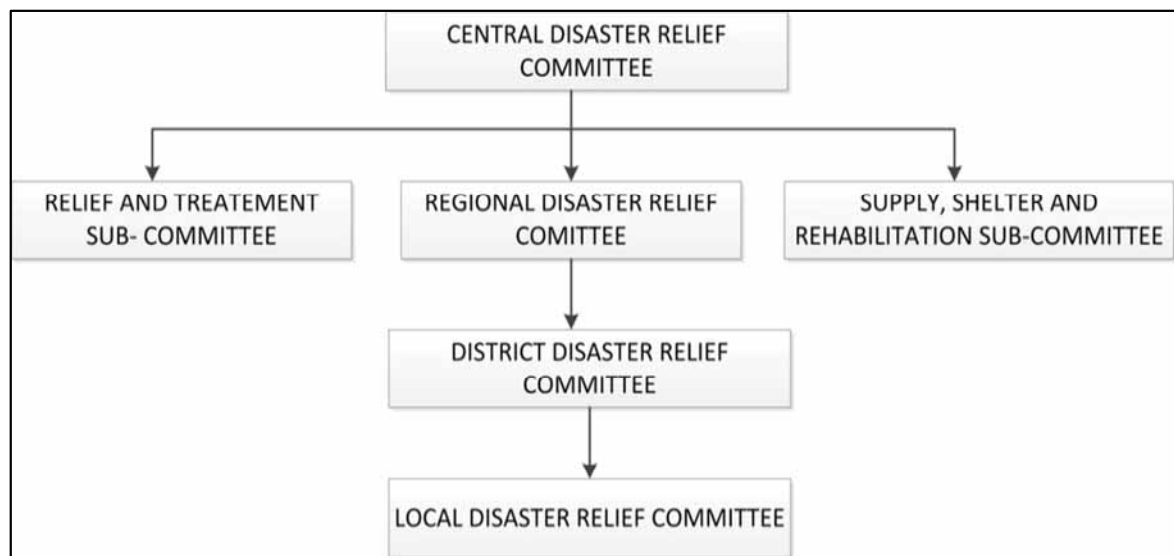 CENTRAL DISASTER RELIEF
COMMITTEE
RELIEF AND TREATEMENT
SUB- COMMITTEE
REGIONAL DISASTER RELIEF
COMITTEE
SUPPLY, SHELTER AND
REHABILITATION SUB-COMMITTEE
DISTRICT DISASTER RELIEF
COMMITTEE
LOCAL DISASTER RELIEF COMMITTEE